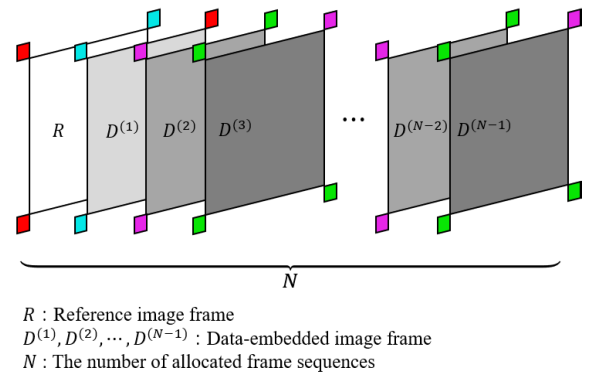 R D⁽¹⁾ D⁽²⁾ D⁽³⁾ ⋯ D⁽ᴺ⁻²⁾ D⁽ᴺ⁻¹⁾
N
R : Reference image frame
D⁽¹⁾, D⁽²⁾, ⋯, D⁽ᴺ⁻¹⁾ : Data-embedded image frame
N : The number of allocated frame sequences